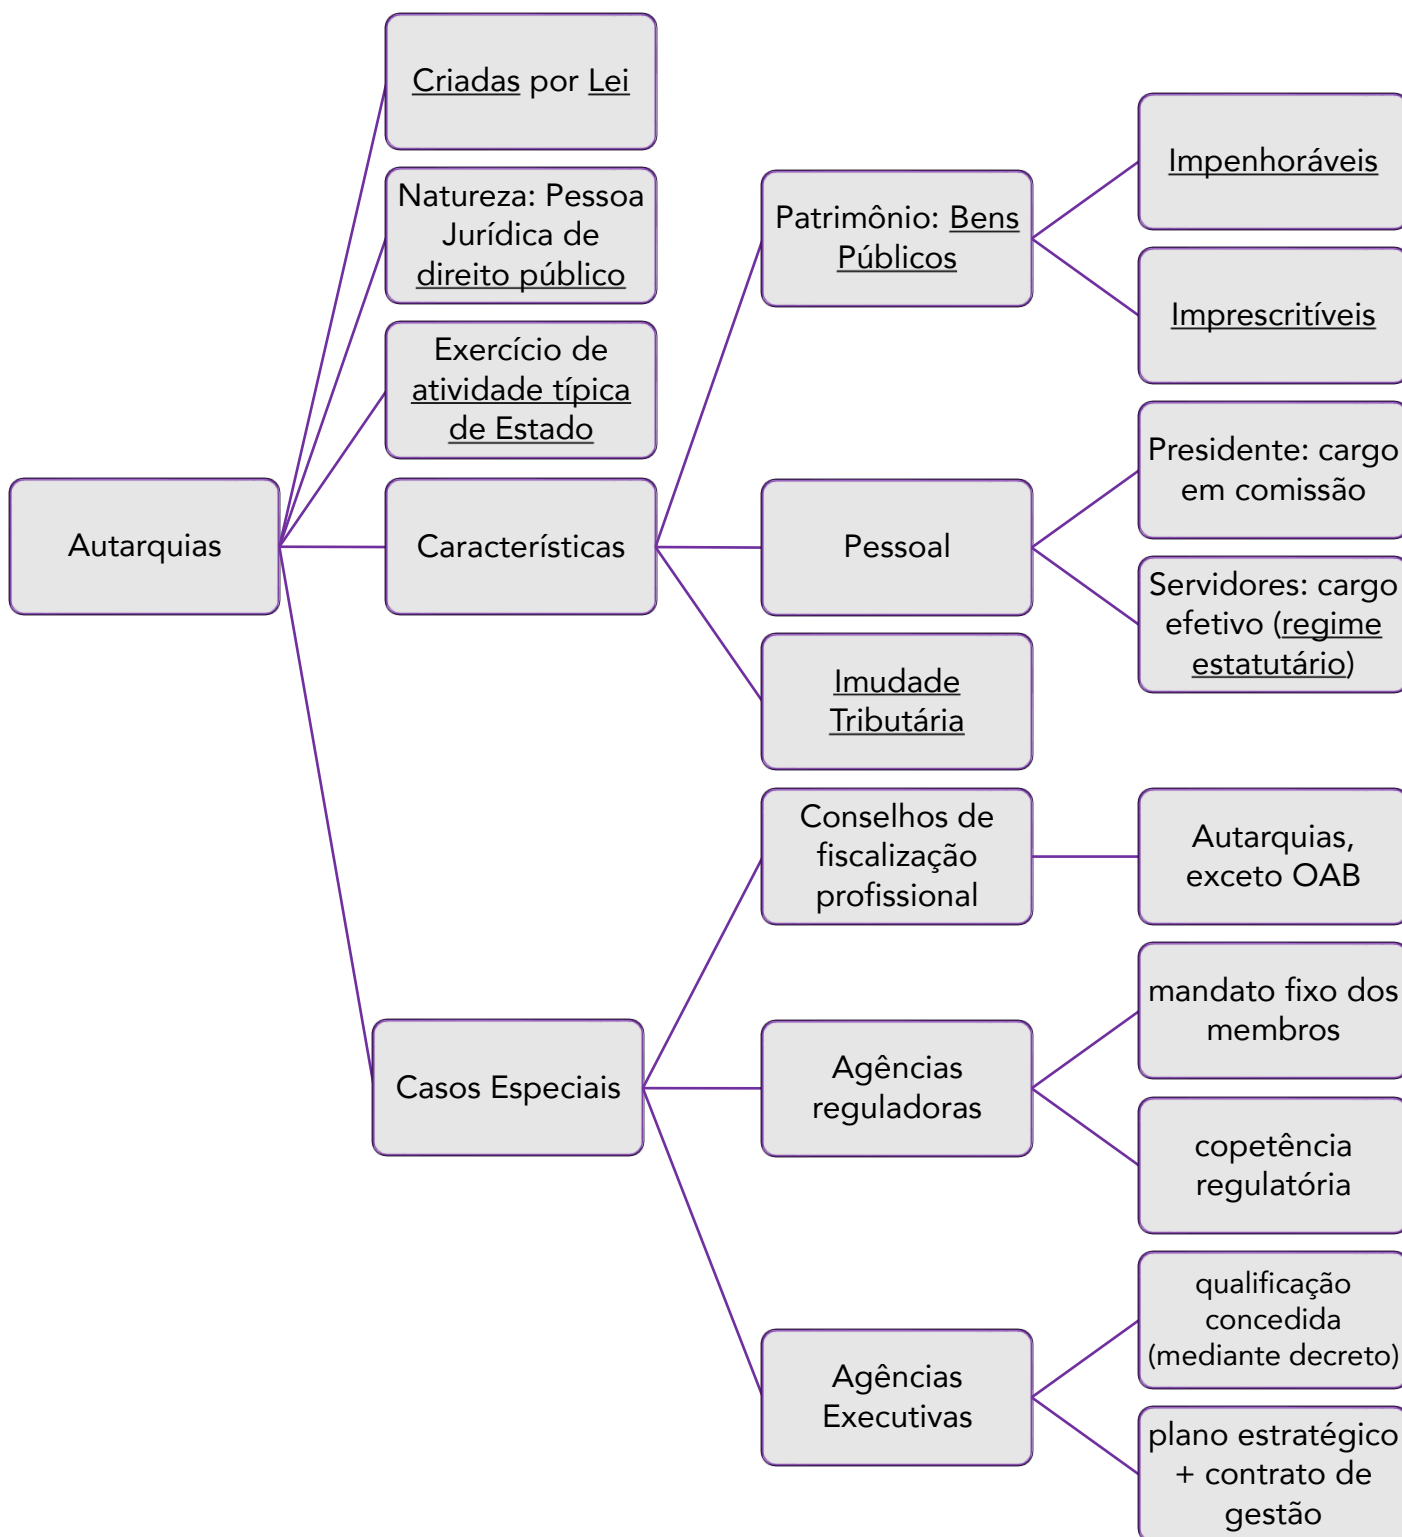 Criadas por Lei
Natureza: Pessoa
Jurídica de
direito público
Exercício de
atividade típica
de Estado
Autarquias
Características
Patrimônio: Bens
Públicos
Impenhoráveis
Imprescritíveis
Pessoal
Presidente: cargo
em comissão
Servidores: cargo
efetivo (regime
estatutário)
Imudade
Tributária
Casos Especiais
Conselhos de
fiscalização
profissional
Autarquias,
exceto OAB
Agências
reguladoras
mandato fixo dos
membros
copetência
regulatória
Agências
Executivas
qualificação
concedida
(mediante decreto)
plano estratégico
+ contrato de
gestão